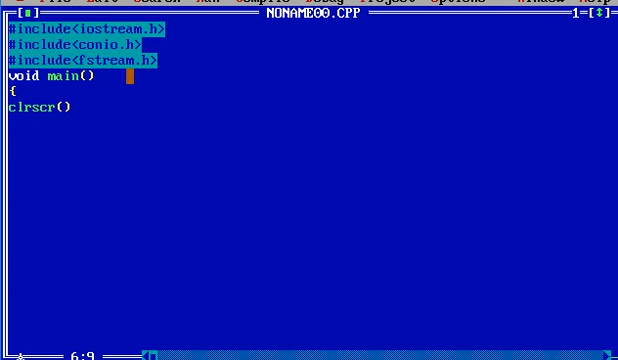 NONAME00.CPP 1
#include<iostream.h>
#include<conio.h>
#include<fstream.h>
void main()
{
clrscr()
6:9